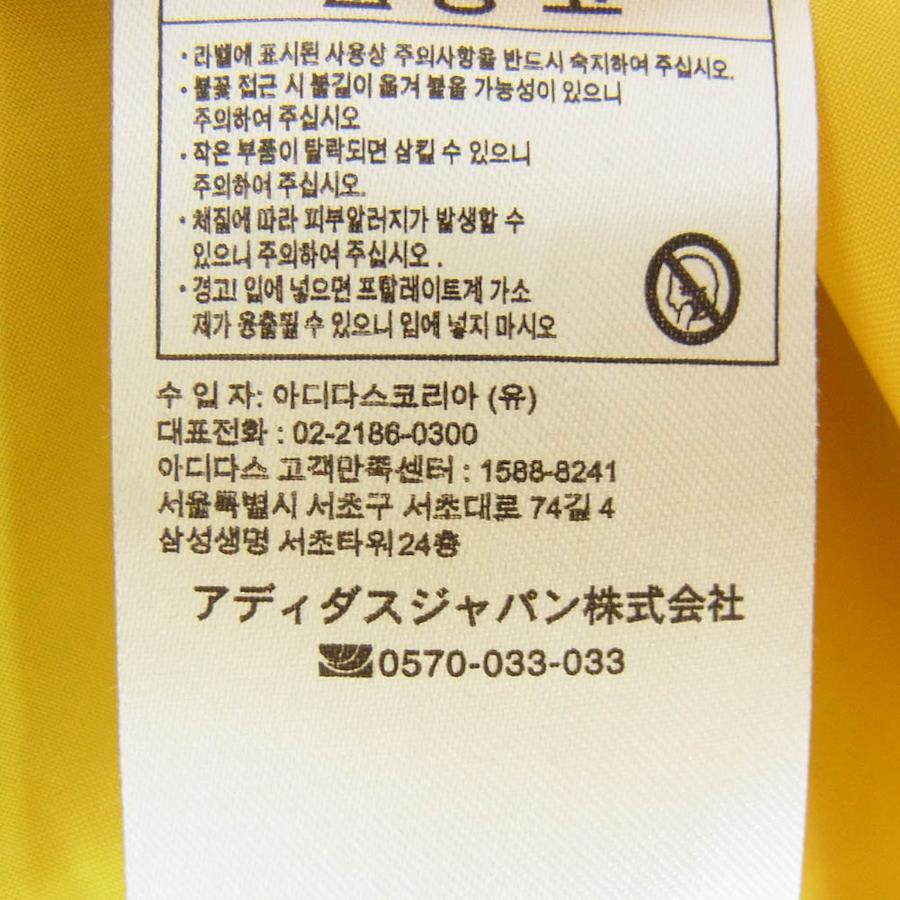 · 라벨에 표시된 사용상 주의사항을 반드시 숙지하여 주십시오.
· 불꽃 접근 시 불길이 옮겨 붙을 가능성이 있으니
주의하여 주십시오
· 작은 부품이 탈락되면 삼킬 수 있으니
주의하여 주십시오.
· 체질에 따라 피부알러지가 발생할 수
있으니 주의하여 주십시오 .
· 경고! 입에 넣으면 프탈레이트계 가소
제가 용출될 수 있으니 입에 넣지 마시오
수 입 자: 아디다스코리아 (유)
대표전화 : 02-2186-0300
아디다스 고객만족센터 : 1588-8241
서울특별시 서초구 서초대로 74길 4
삼성생명 서초타워 24층
アディダスジャパン株式会社
0570-033-033